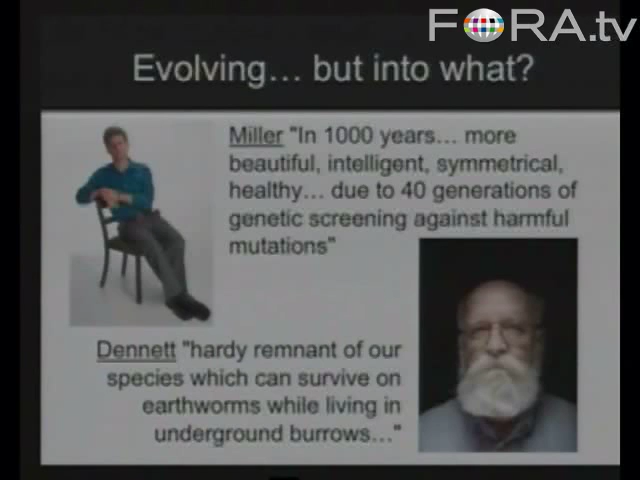 FORA.tv
Evolving... but into what?
Miller "In 1000 years... more
beautiful, intelligent, symmetrical,
healthy... due to 40 generations of
genetic screening against harmful
mutations"
Dennett "hardy remnant of our
species which can survive on
earthworms while living in
underground burrows..."